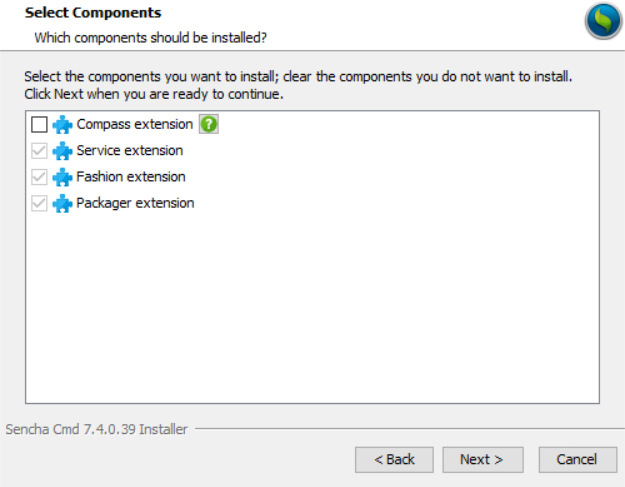 Select Components
Which components should be installed?
Select the components you want to install; clear the components you do not want to install.
Click Next when you are ready to continue.
Compass extension ?
Service extension
Fashion extension
Packager extension
Sencha Cmd 7.4.0.39 Installer
< Back Next > Cancel